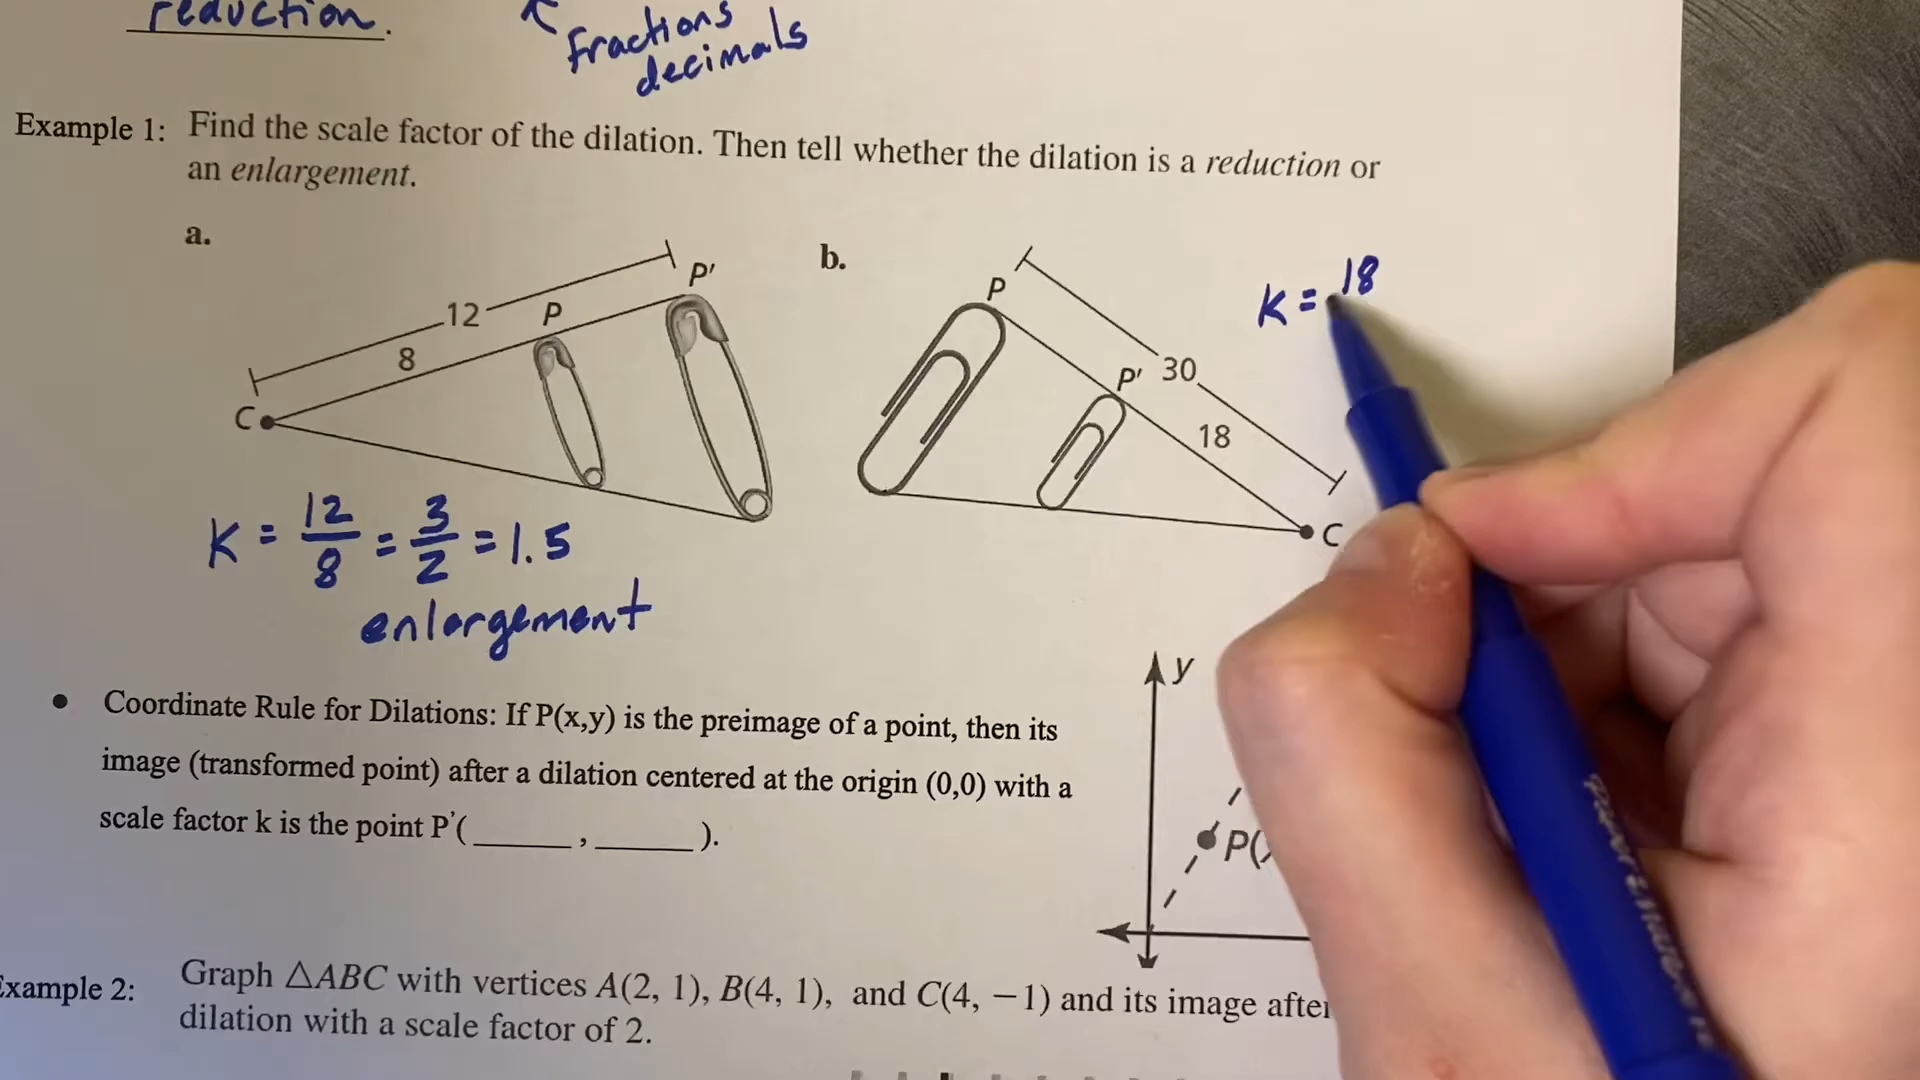 reduction.
fractions
decimals
Example 1: Find the scale factor of the dilation. Then tell whether the dilation is a reduction or
an enlargement.
a.
P'
12
P
8
C
K = 12/8 = 3/2 = 1.5
enlargement
b.
P
K = 18
P'
30
18
C
• Coordinate Rule for Dilations: If P(x,y) is the preimage of a point, then its
image (transformed point) after a dilation centered at the origin (0,0) with a
scale factor k is the point P'(______, ______).
y
P(
Example 2: Graph △ABC with vertices A(2, 1), B(4, 1), and C(4, −1) and its image after
dilation with a scale factor of 2.